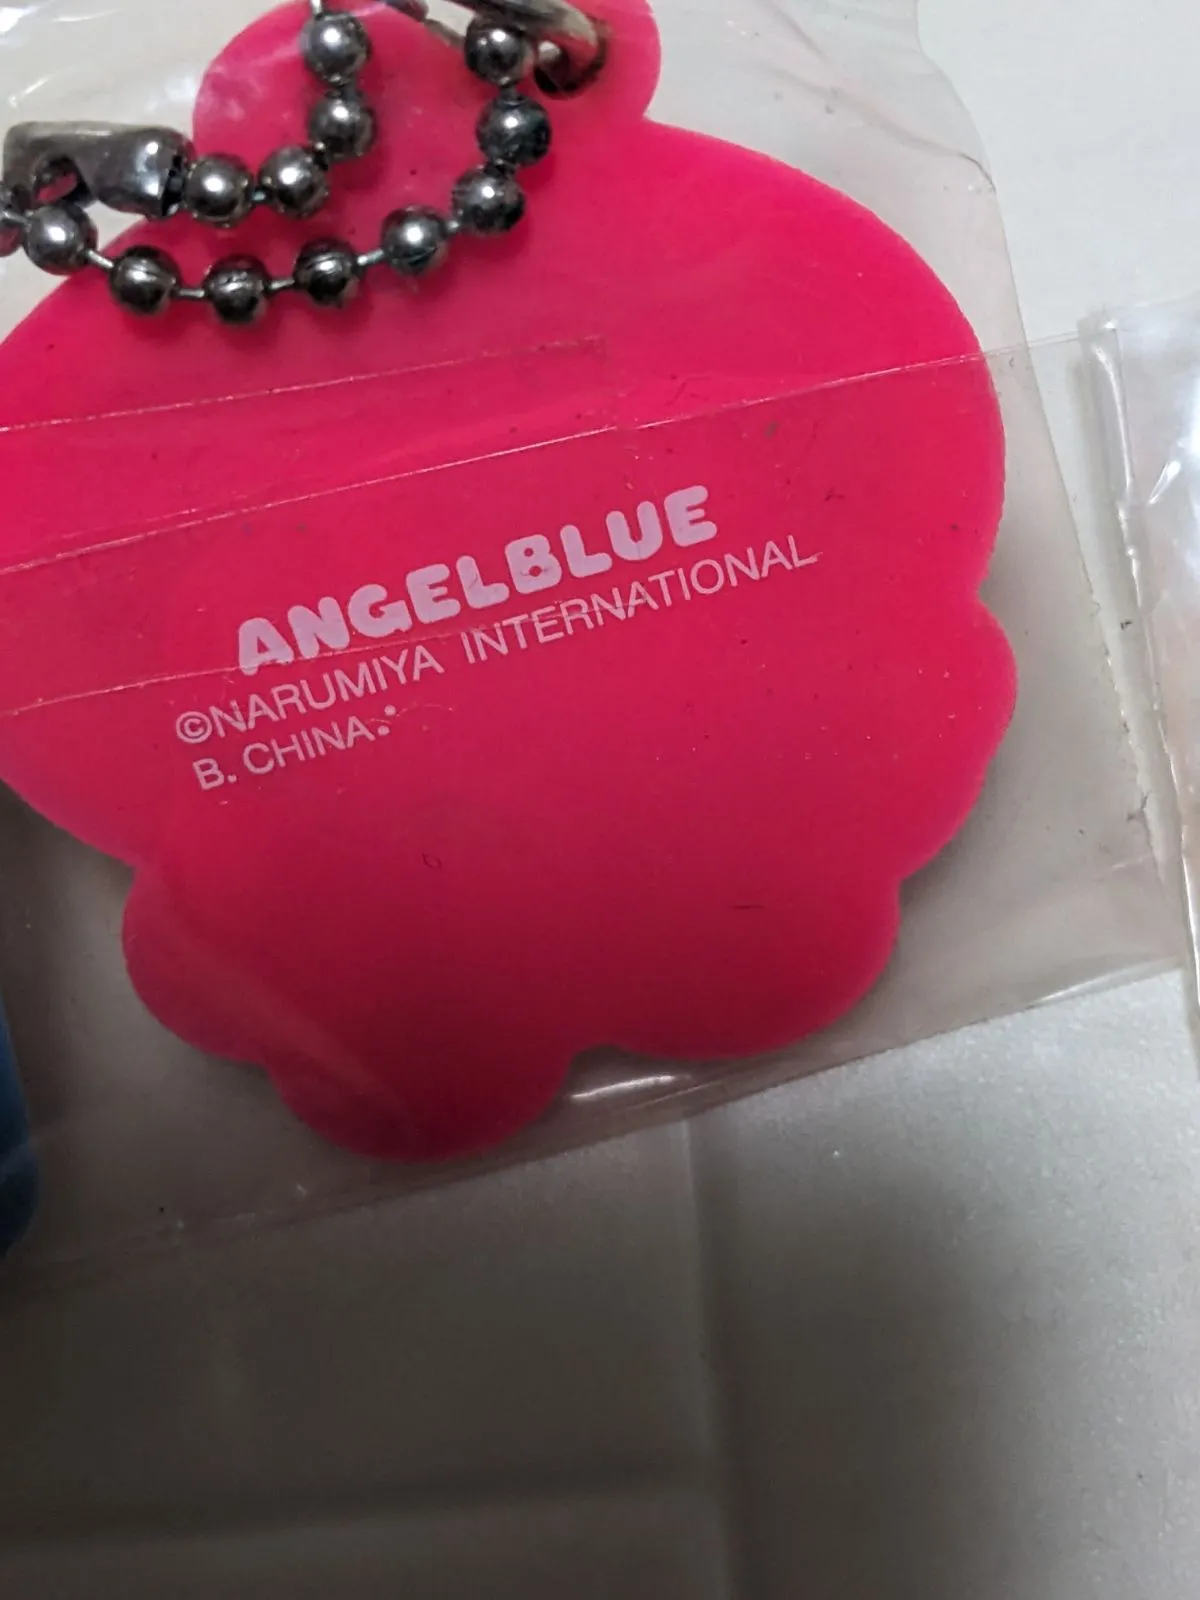 ANGELBLUE
©NARUMIYA INTERNATIONAL
B. CHINA: